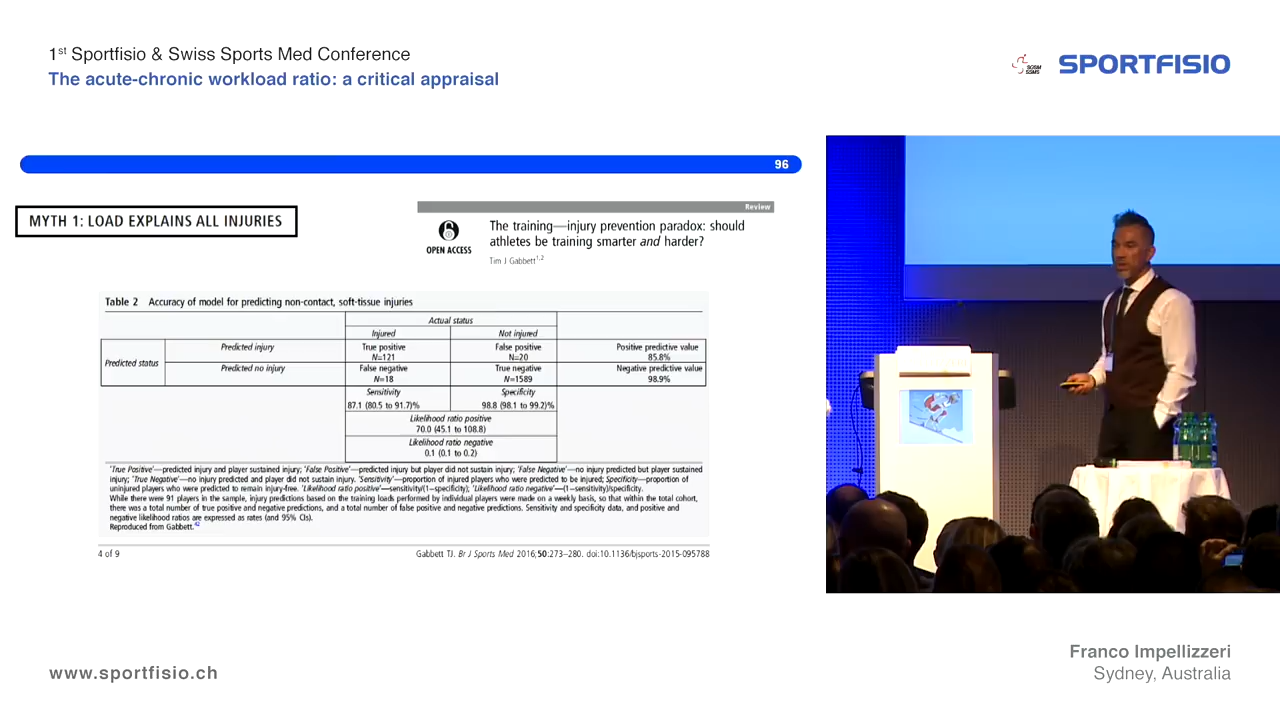 1st Sportfisio & Swiss Sports Med Conference
The acute-chronic workload ratio: a critical appraisal
SGSM
SSMS
SPORTFISIO
96
MYTH 1: LOAD EXPLAINS ALL INJURIES
Review
OPEN ACCESS
The training—injury prevention paradox: should
athletes be training smarter and harder?
Tim J Gabbett1,2
Table 2 Accuracy of model for predicting non-contact, soft-tissue injuries
Actual status
Injured Not injured
Predicted status
Predicted injury True positive False positive Positive predictive value
N=121 N=20 85.8%
Predicted no injury False negative True negative Negative predictive value
N=18 N=1589 98.9%
Sensitivity Specificity
87.1 (80.5 to 91.7)% 98.8 (98.1 to 99.2)%
Likelihood ratio positive
70.0 (45.1 to 108.8)
Likelihood ratio negative
0.1 (0.1 to 0.2)
'True Positive'—predicted injury and player sustained injury; 'False Positive'—predicted injury but player did not sustain injury; 'False Negative'—no injury predicted but player sustained
injury; 'True Negative'—no injury predicted and player did not sustain injury. 'Sensitivity'—proportion of injured players who were predicted to be injured; Specificity—proportion of
uninjured players who were predicted to remain injury-free. 'Likelihood ratio positive'—sensitivity/(1−specificity); 'Likelihood ratio negative'—(1−sensitivity)/specificity.
While there were 91 players in the sample, injury predictions based on the training loads performed by individual players were made on a weekly basis, so that within the total cohort,
there was a total number of true positive and negative predictions, and a total number of false positive and negative predictions. Sensitivity and specificity data, and positive and
negative likelihood ratios are expressed as rates (and 95% CIs).
Reproduced from Gabbett.42
4 of 9
Gabbett TJ. Br J Sports Med 2016;50:273–280. doi:10.1136/bjsports-2015-095788
www.sportfisio.ch
Franco Impellizzeri
Sydney, Australia